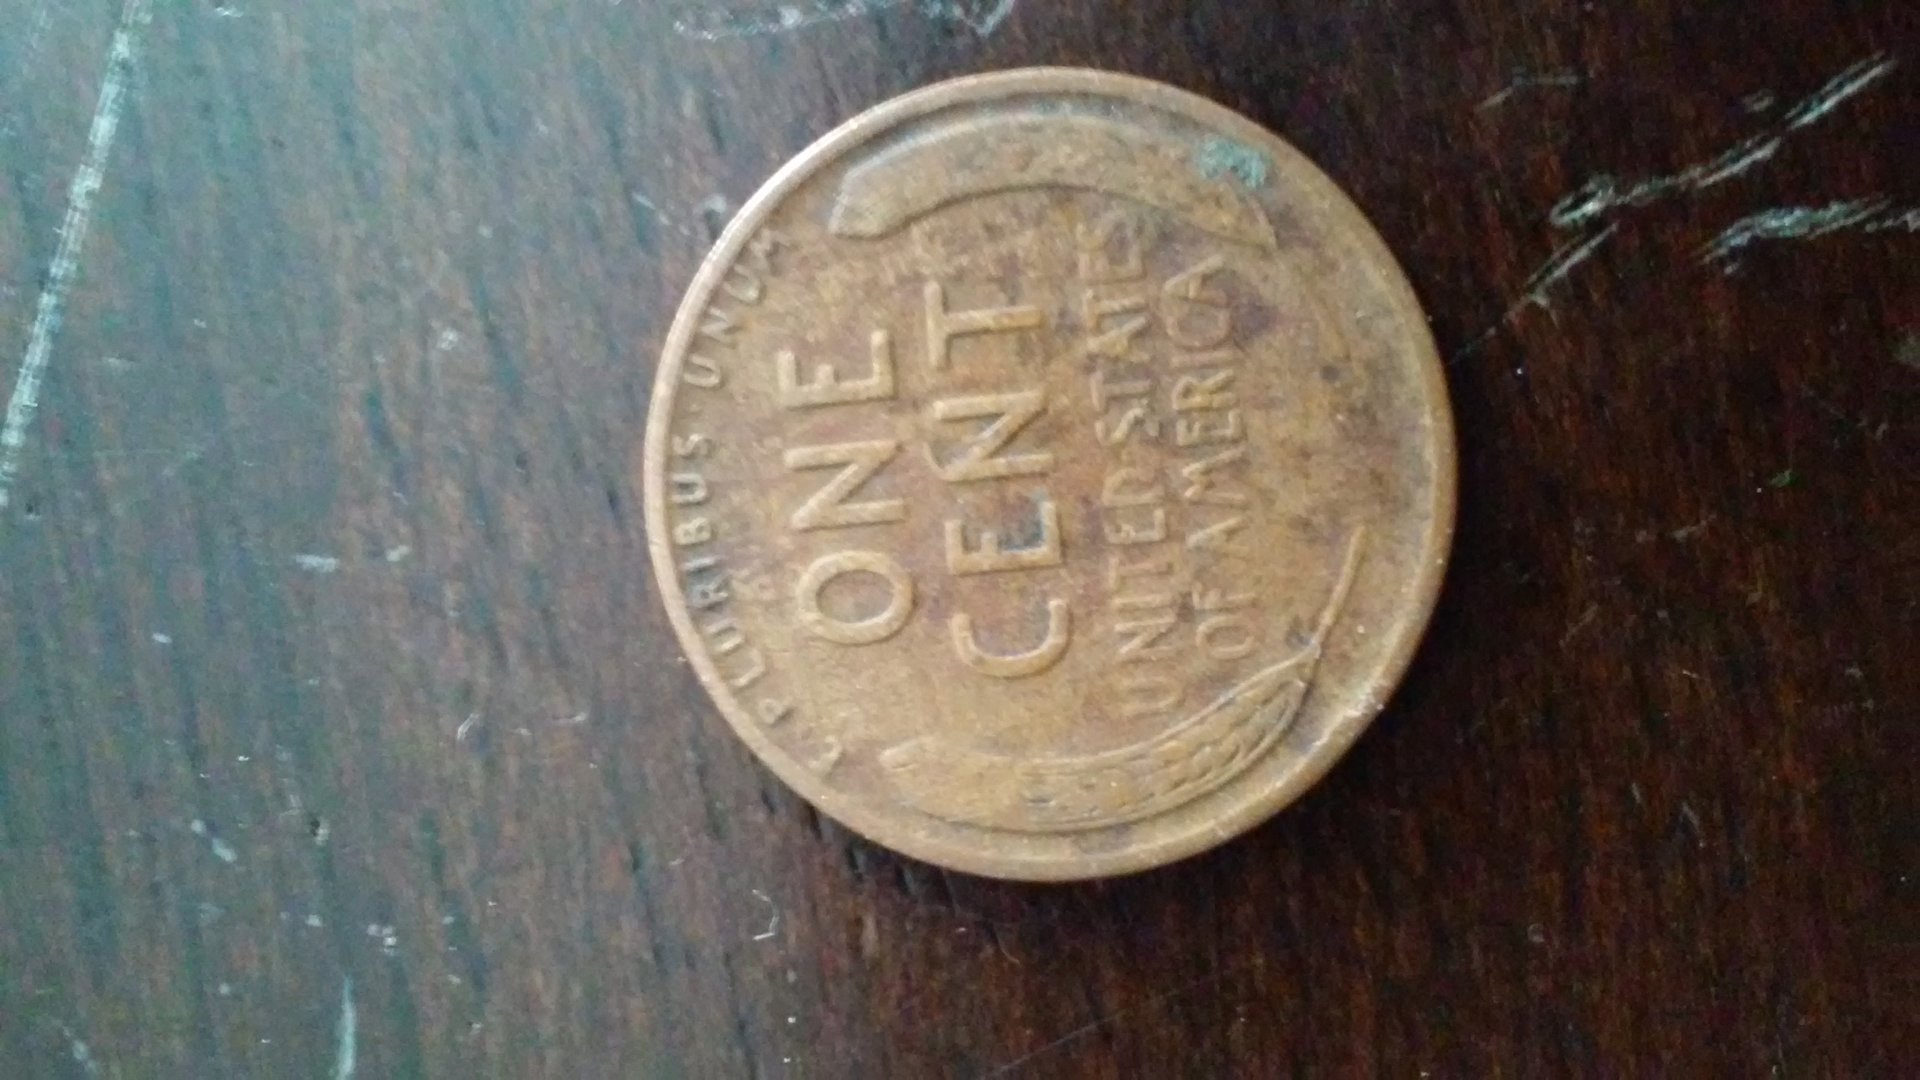 E PLURIBUS UNUM
ONE
CENT
UNITED STATES
OF AMERICA